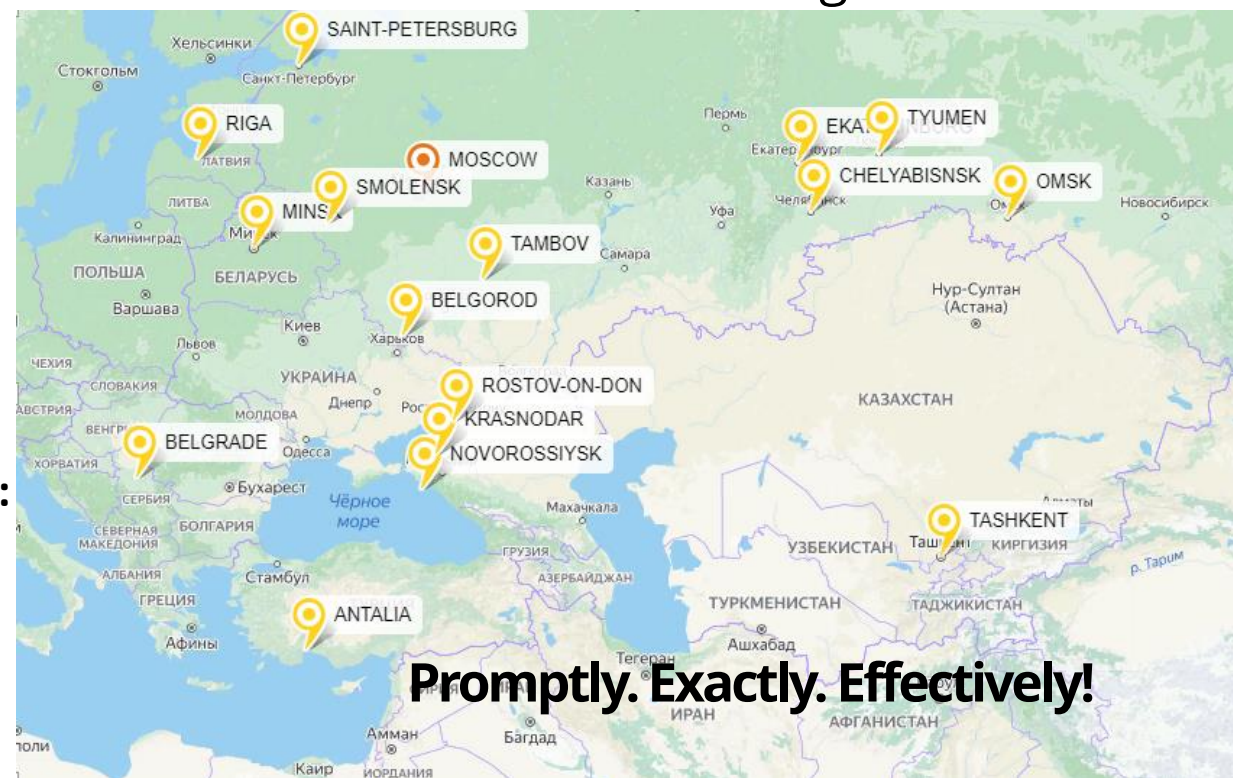 SAINT-PETERSBURG
Хельсинки
Стокгольм
Санкт-Петербург
RIGA
ЛАТВИЯ
MOSCOW
SMOLENSK
Пермь
TYUMEN
CHELYABISNSK
OMSK
Казань
Уфа
Новосибирск
ЛИТВА
MINSK
Калининград
TAMBOV
Самара
ПОЛЬША
БЕЛАРУСЬ
Варшава
BELGOROD
Нур-Султан
(Астана)
Киев
Харьков
Львов
ЧЕХИЯ
СЛОВАКИЯ
УКРАИНА
ROSTOV-ON-DON
Днепр
КАЗАХСТАН
МОЛДОВА
KRASNODAR
BELGRADE
Одесса
NOVOROSSIYSK
ХОРВАТИЯ
:
СЕРБИЯ
Бухарест
Чёрное
море
Махачкала
TASHKENT
СЕВЕРНАЯ
МАКЕДОНИЯ
БОЛГАРИЯ
ГРУЗИЯ
УЗБЕКИСТАН
КИРГИЗИЯ
р. Тарим
АЛБАНИЯ
Стамбул
АЗЕРБАЙДЖАН
ГРЕЦИЯ
ANTALIA
ТУРКМЕНИСТАН
ТАДЖИКИСТАН
Афины
Ашхабад
Тегеран
Promptly. Exactly. Effectively!
ИРАН
АФГАНИСТАН
Амман
Багдад
Каир
ИОРДАНИЯ